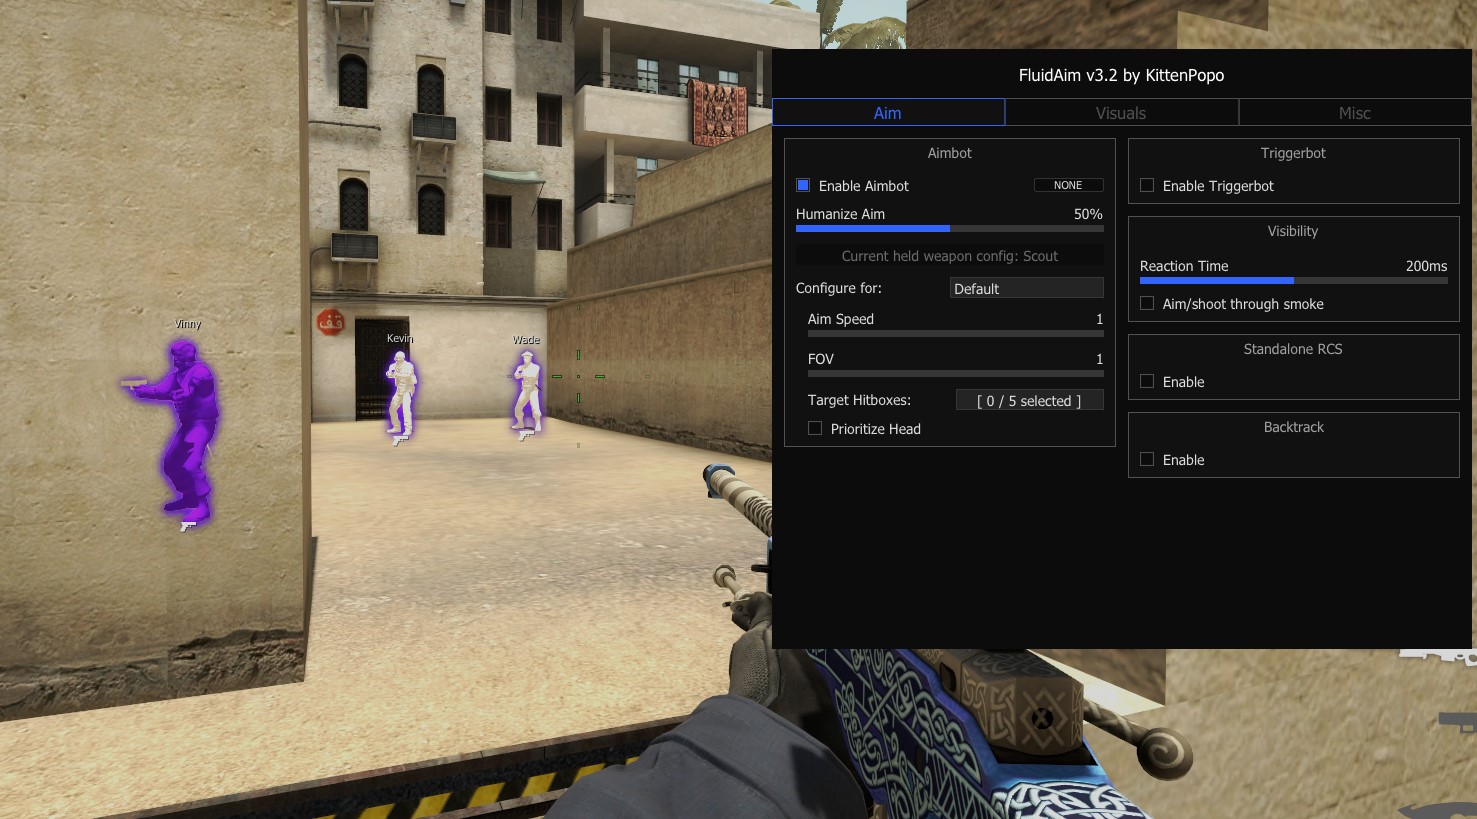 Vinny
Kevin
Wade
قف
FluidAim v3.2 by KittenPopo
Aim
Visuals
Misc
Aimbot
Enable Aimbot
NONE
Humanize Aim
50%
Current held weapon config: Scout
Configure for:
Default
Aim Speed
1
FOV
1
Target Hitboxes:
[ 0 / 5 selected ]
Prioritize Head
Triggerbot
Enable Triggerbot
Visibility
Reaction Time
200ms
Aim/shoot through smoke
Standalone RCS
Enable
Backtrack
Enable